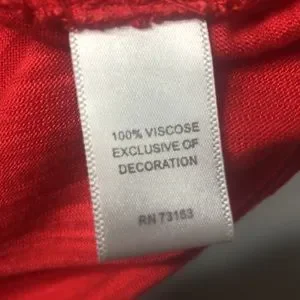 100% VISCOSE
EXCLUSIVE OF
DECORATION
RN 73163